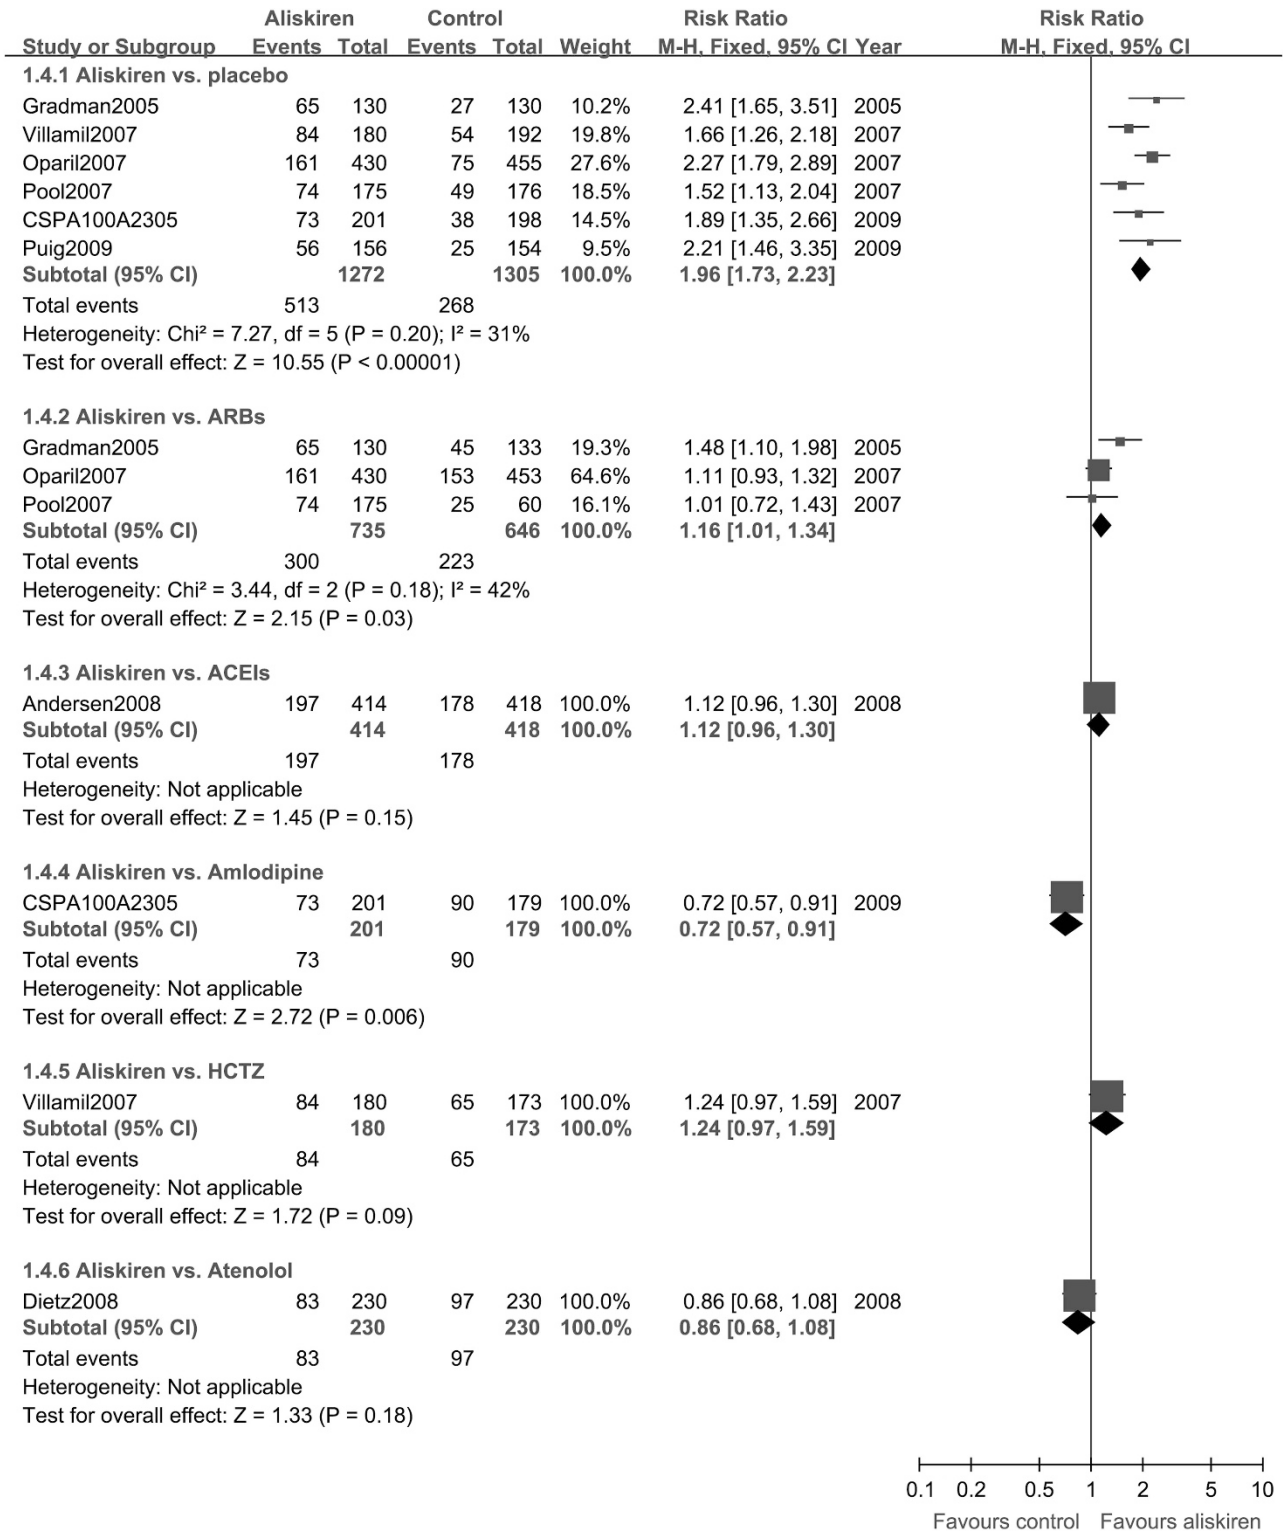 Aliskiren Control Risk Ratio Risk Ratio
Study or Subgroup Events Total Events Total Weight M-H, Fixed, 95% CI Year M-H, Fixed, 95% CI
1.4.1 Aliskiren vs. placebo
Gradman2005 65 130 27 130 10.2% 2.41 [1.65, 3.51] 2005
Villamil2007 84 180 54 192 19.8% 1.66 [1.26, 2.18] 2007
Oparil2007 161 430 75 455 27.6% 2.27 [1.79, 2.89] 2007
Pool2007 74 175 49 176 18.5% 1.52 [1.13, 2.04] 2007
CSPA100A2305 73 201 38 198 14.5% 1.89 [1.35, 2.66] 2009
Puig2009 56 156 25 154 9.5% 2.21 [1.46, 3.35] 2009
Subtotal (95% CI) 1272 1305 100.0% 1.96 [1.73, 2.23]
Total events 513 268
Heterogeneity: Chi² = 7.27, df = 5 (P = 0.20); I² = 31%
Test for overall effect: Z = 10.55 (P < 0.00001)
1.4.2 Aliskiren vs. ARBs
Gradman2005 65 130 45 133 19.3% 1.48 [1.10, 1.98] 2005
Oparil2007 161 430 153 453 64.6% 1.11 [0.93, 1.32] 2007
Pool2007 74 175 25 60 16.1% 1.01 [0.72, 1.43] 2007
Subtotal (95% CI) 735 646 100.0% 1.16 [1.01, 1.34]
Total events 300 223
Heterogeneity: Chi² = 3.44, df = 2 (P = 0.18); I² = 42%
Test for overall effect: Z = 2.15 (P = 0.03)
1.4.3 Aliskiren vs. ACEIs
Andersen2008 197 414 178 418 100.0% 1.12 [0.96, 1.30] 2008
Subtotal (95% CI) 414 418 100.0% 1.12 [0.96, 1.30]
Total events 197 178
Heterogeneity: Not applicable
Test for overall effect: Z = 1.45 (P = 0.15)
1.4.4 Aliskiren vs. Amlodipine
CSPA100A2305 73 201 90 179 100.0% 0.72 [0.57, 0.91] 2009
Subtotal (95% CI) 201 179 100.0% 0.72 [0.57, 0.91]
Total events 73 90
Heterogeneity: Not applicable
Test for overall effect: Z = 2.72 (P = 0.006)
1.4.5 Aliskiren vs. HCTZ
Villamil2007 84 180 65 173 100.0% 1.24 [0.97, 1.59] 2007
Subtotal (95% CI) 180 173 100.0% 1.24 [0.97, 1.59]
Total events 84 65
Heterogeneity: Not applicable
Test for overall effect: Z = 1.72 (P = 0.09)
1.4.6 Aliskiren vs. Atenolol
Dietz2008 83 230 97 230 100.0% 0.86 [0.68, 1.08] 2008
Subtotal (95% CI) 230 230 100.0% 0.86 [0.68, 1.08]
Total events 83 97
Heterogeneity: Not applicable
Test for overall effect: Z = 1.33 (P = 0.18)
0.1 0.2 0.5 1 2 5 10
Favours control Favours aliskiren